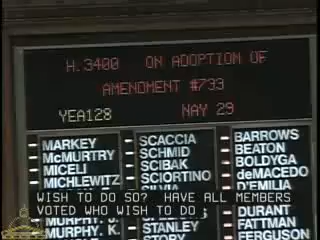 H.3400 ON ADOPTION OF
AMENDMENT #733
YEA128 NAY 29
MARKEY SCACCIA BARROWS
McMURTRY SCHMID BEATON
MICELI SCIBAK BOLDYGA
MICHLEWITZ SCIORTINO deMACEDO
SILVIA D'EMILIA
WISH TO DO SO? HAVE ALL MEMBERS
VOTED WHO WISH TO DO
MURPHY, K. STANLEY DURANT
FATTMAN
STORY FERGUSON